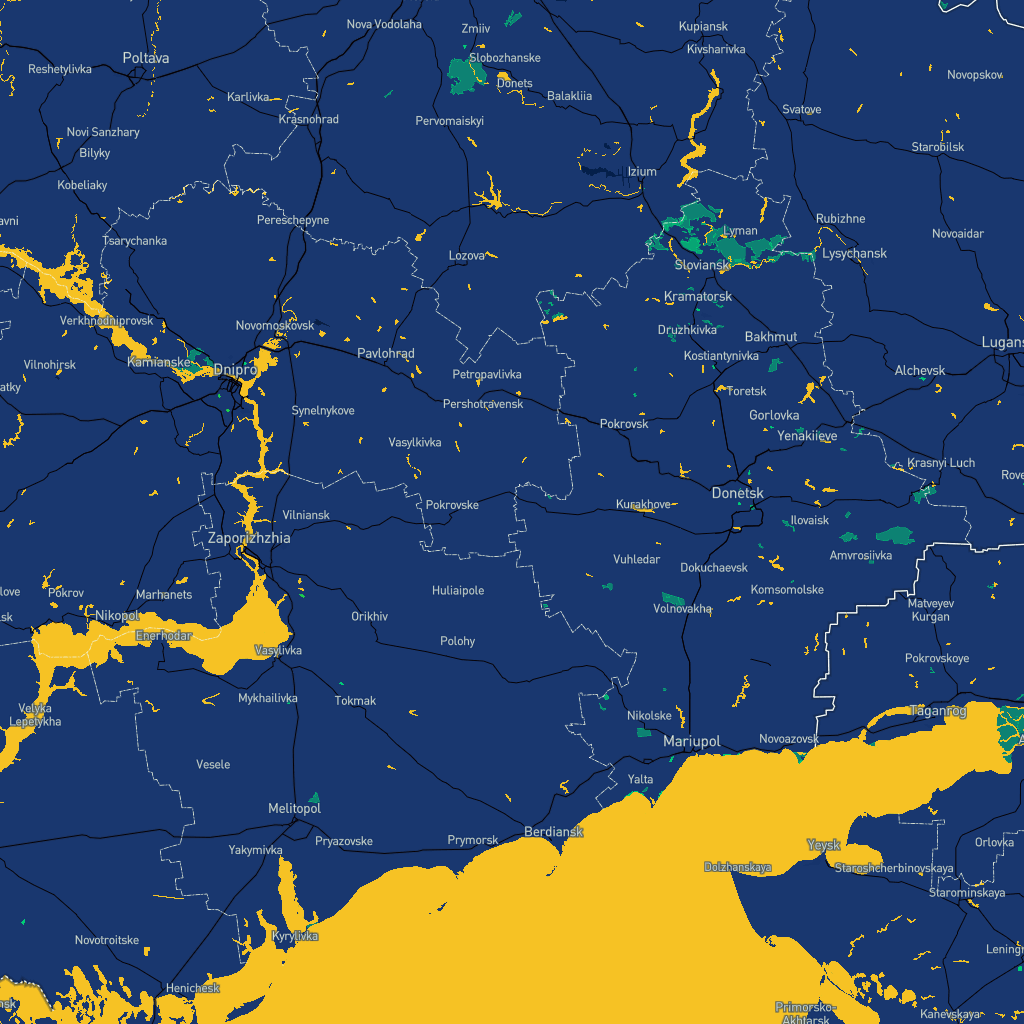 Nova Vodolaha
Zmiiv
Kupiansk
Kivsharivka
Poltava
Reshetylivka
Slobozhanske
Donets
Novopskov
Karlivka
Balakliia
Svatove
Krasnohrad
Pervomaiskyi
Novi Sanzhary
Bilyky
Starobilsk
Izium
Kobeliaky
Pereschepyne
Rubizhne
Lyman
Novoaidar
Tsarychanka
Lozova
Sloviansk
Lysychansk
Kramatorsk
Verkhnodniprovsk
Novomoskovsk
Druzhkivka
Bakhmut
Pavlohrad
Kostiantynivka
Lugans
Vilnohirsk
Kamianske
Dnipro
Petropavlivka
Alchevsk
atky
Toretsk
Pershotravensk
Synelnykove
Gorlovka
Pokrovsk
Yenakiieve
Vasylkivka
Krasnyi Luch
Rove
Donetsk
Pokrovske
Kurakhove
Vilniansk
Ilovaisk
Zaporizhzhia
Vuhledar
Amvrosiivka
Dokuchaevsk
Pokrov
Marhanets
Huliaipole
Komsomolske
Volnovakha
Matveyev
Kurgan
Nikopol
Orikhiv
Enerhodar
Polohy
Vasylivka
Pokrovskoye
Mykhailivka
Tokmak
Velyka
Lepetykha
Nikolske
Taganrog
Mariupol
Novoazovsk
Vesele
Yalta
Melitopol
Berdiansk
Yakymivka
Pryazovske
Prymorsk
Yeysk
Orlovka
Dolzhanskaya
Staroshcherbinovskaya
Starominskaya
Kyrylivka
Novotroitske
Leningr
Henichesk
Primorsko-
Akhtarsk
Kanevskaya